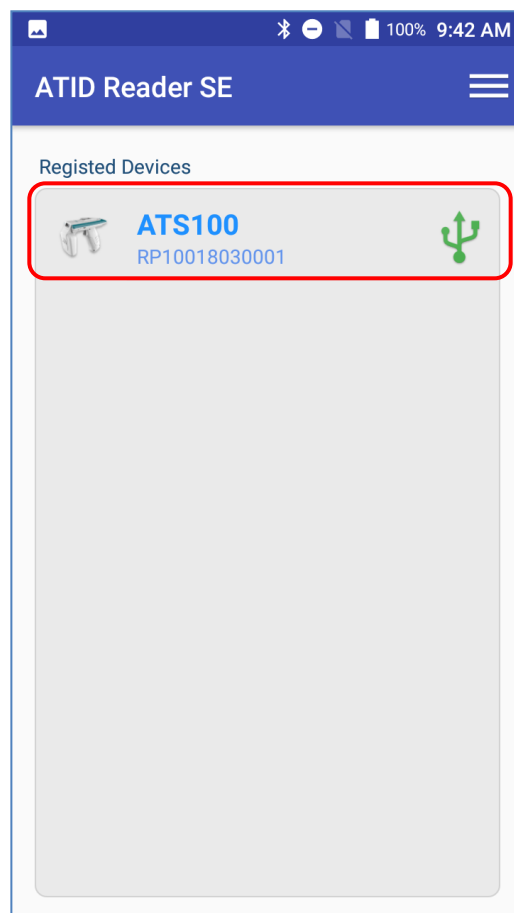 100% 9:42 AM
ATID Reader SE
Registed Devices
ATS100
RP10018030001